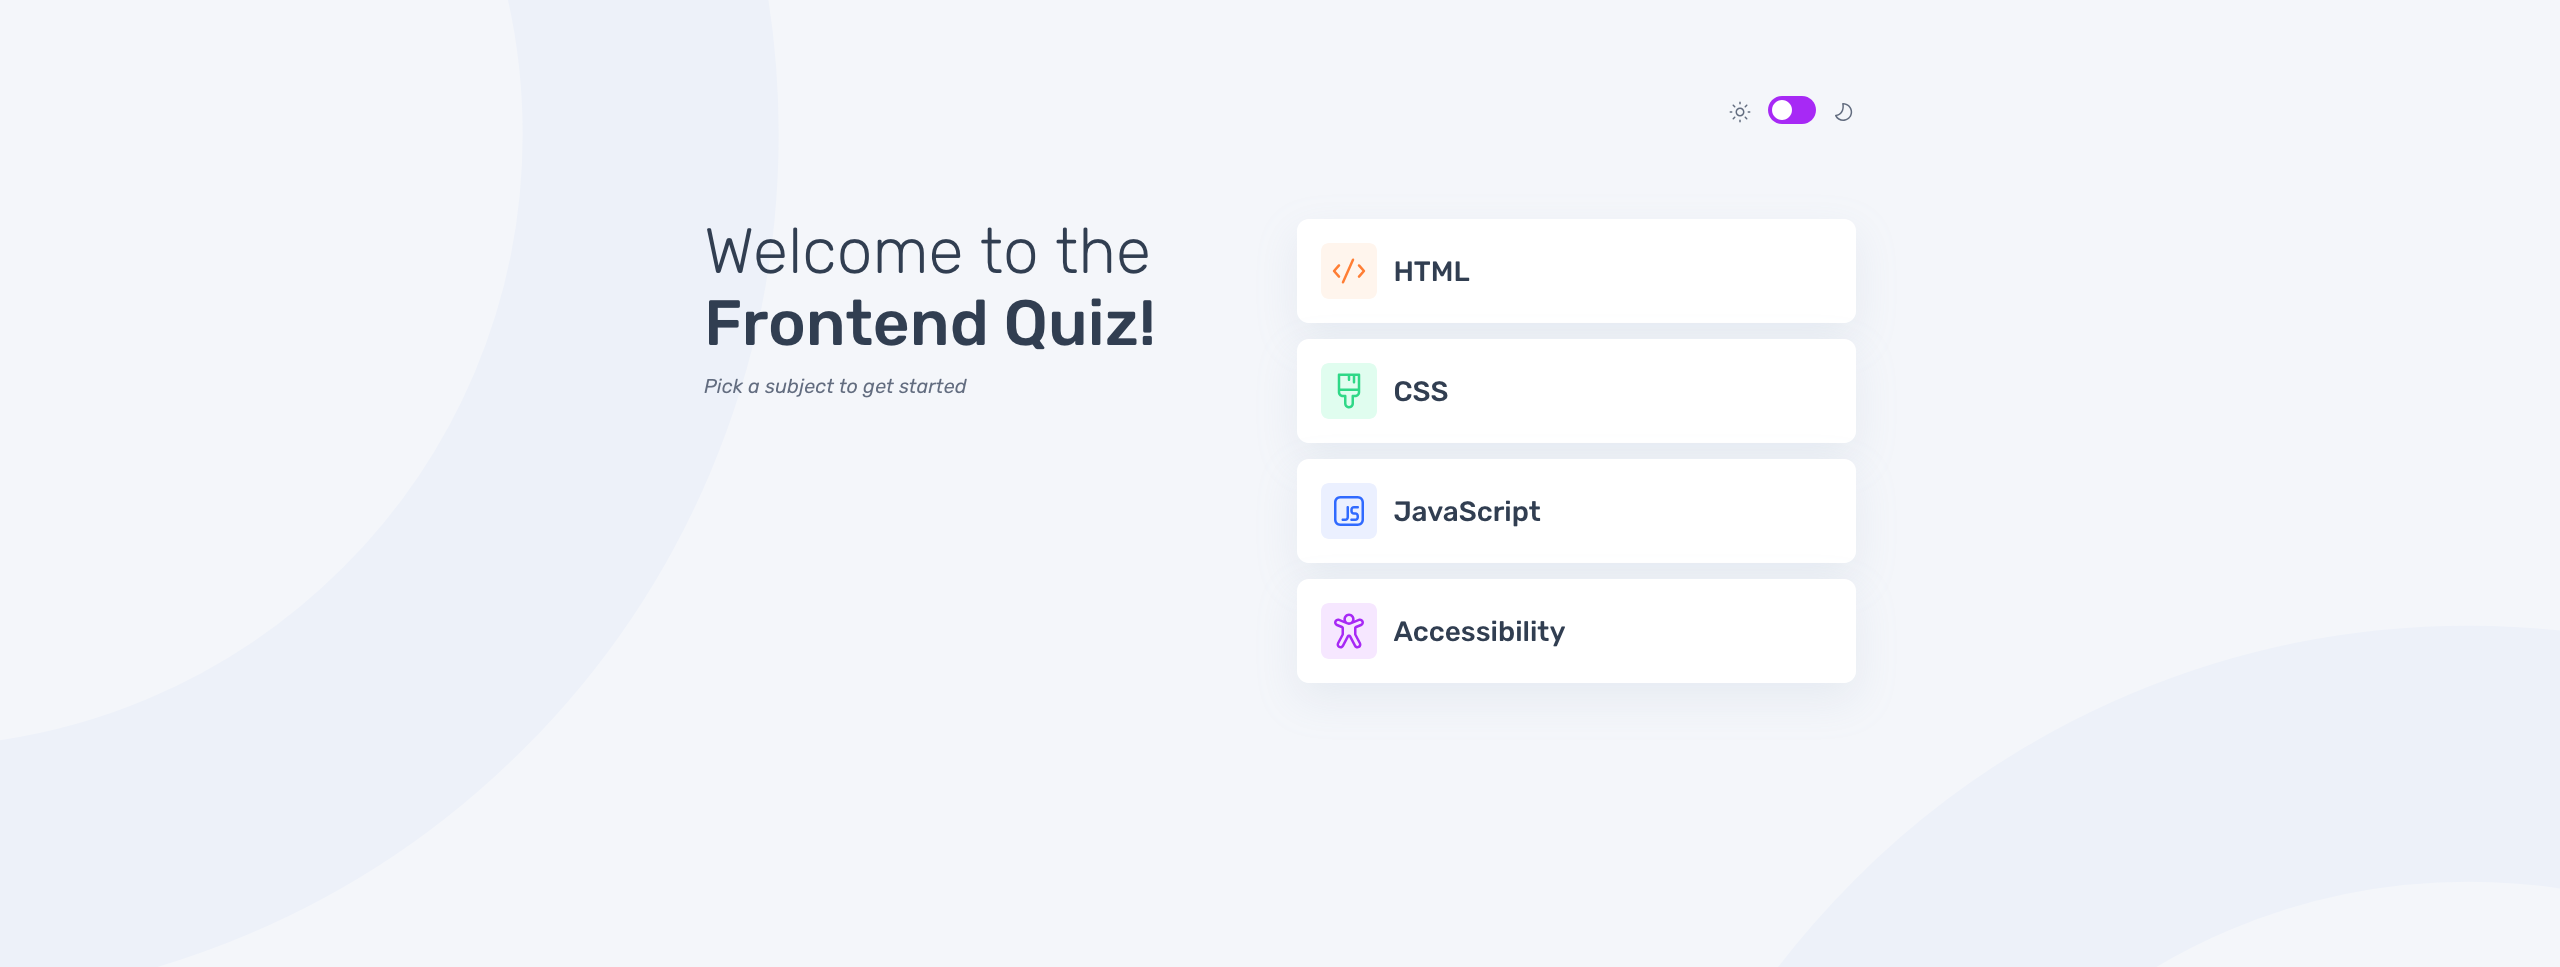 Welcome to the
Frontend Quiz!
Pick a subject to get started
HTML
CSS
JS
JavaScript
Accessibility